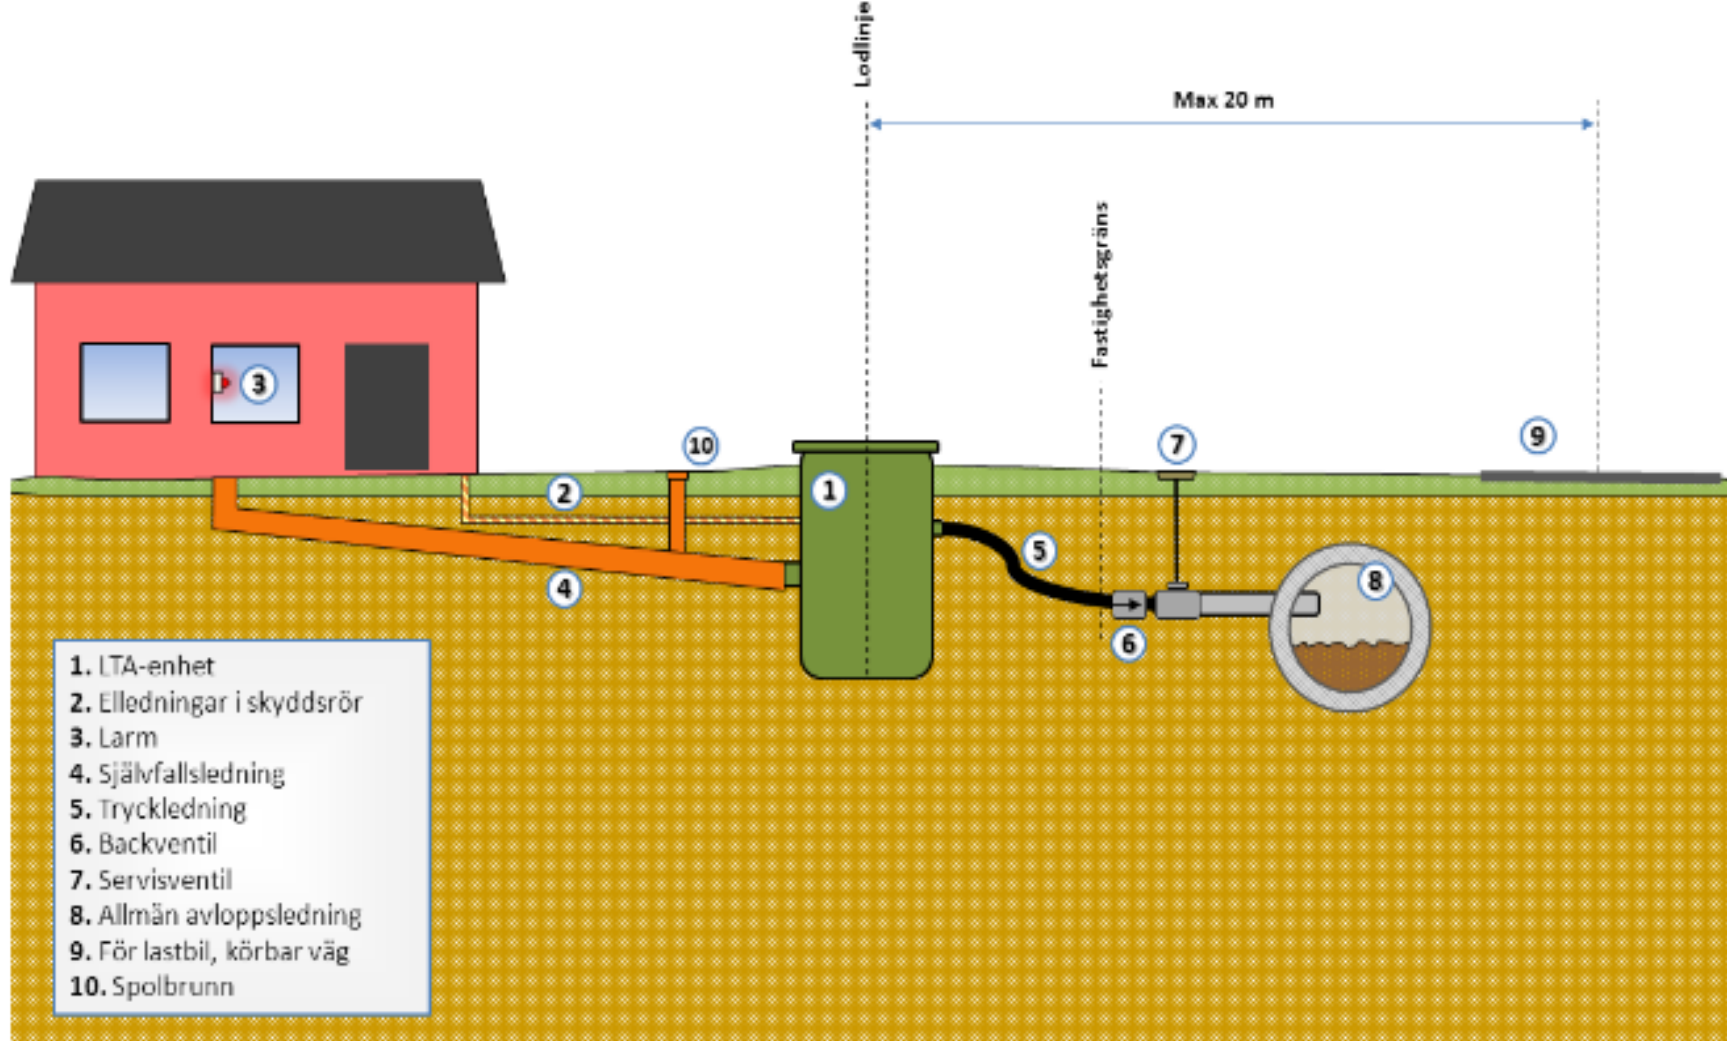 Lodlinje
Max 20 m
Fastighetsgräns
3
10
7
9
2
1
5
8
4
6
1. LTA-enhet
2. Elledningar i skyddsrör
3. Larm
4. Självfallsledning
5. Tryckledning
6. Backventil
7. Servisventil
8. Allmän avloppsledning
9. För lastbil, körbar väg
10. Spolbrunn